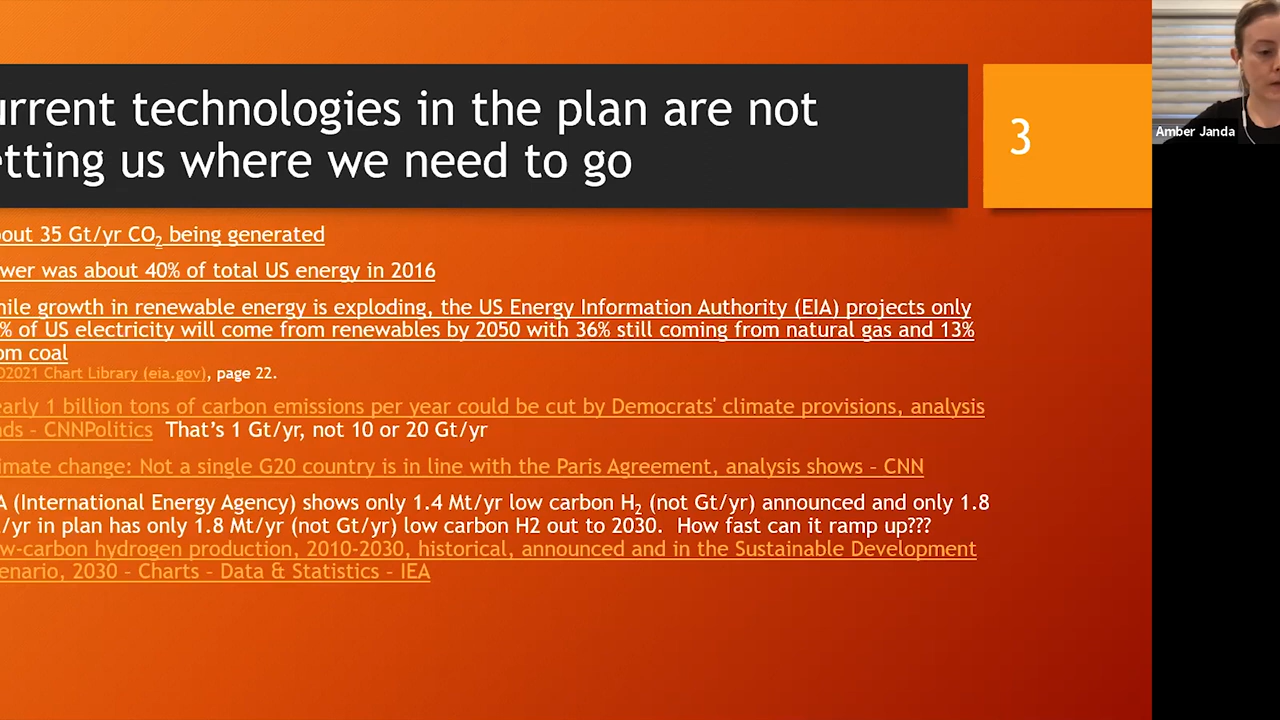 urrent technologies in the plan are not
etting us where we need to go
3
Amber Janda
out 35 Gt/yr CO2 being generated
wer was about 40% of total US energy in 2016
ile growth in renewable energy is exploding, the US Energy Information Authority (EIA) projects only
% of US electricity will come from renewables by 2050 with 36% still coming from natural gas and 13%
om coal
O2021 Chart Library (eia.gov), page 22.
early 1 billion tons of carbon emissions per year could be cut by Democrats' climate provisions, analysis
nds - CNNPolitics That's 1 Gt/yr, not 10 or 20 Gt/yr
imate change: Not a single G20 country is in line with the Paris Agreement, analysis shows - CNN
A (International Energy Agency) shows only 1.4 Mt/yr low carbon H2 (not Gt/yr) announced and only 1.8
/yr in plan has only 1.8 Mt/yr (not Gt/yr) low carbon H2 out to 2030. How fast can it ramp up???
w-carbon hydrogen production, 2010-2030, historical, announced and in the Sustainable Development
enario, 2030 – Charts – Data & Statistics - IEA